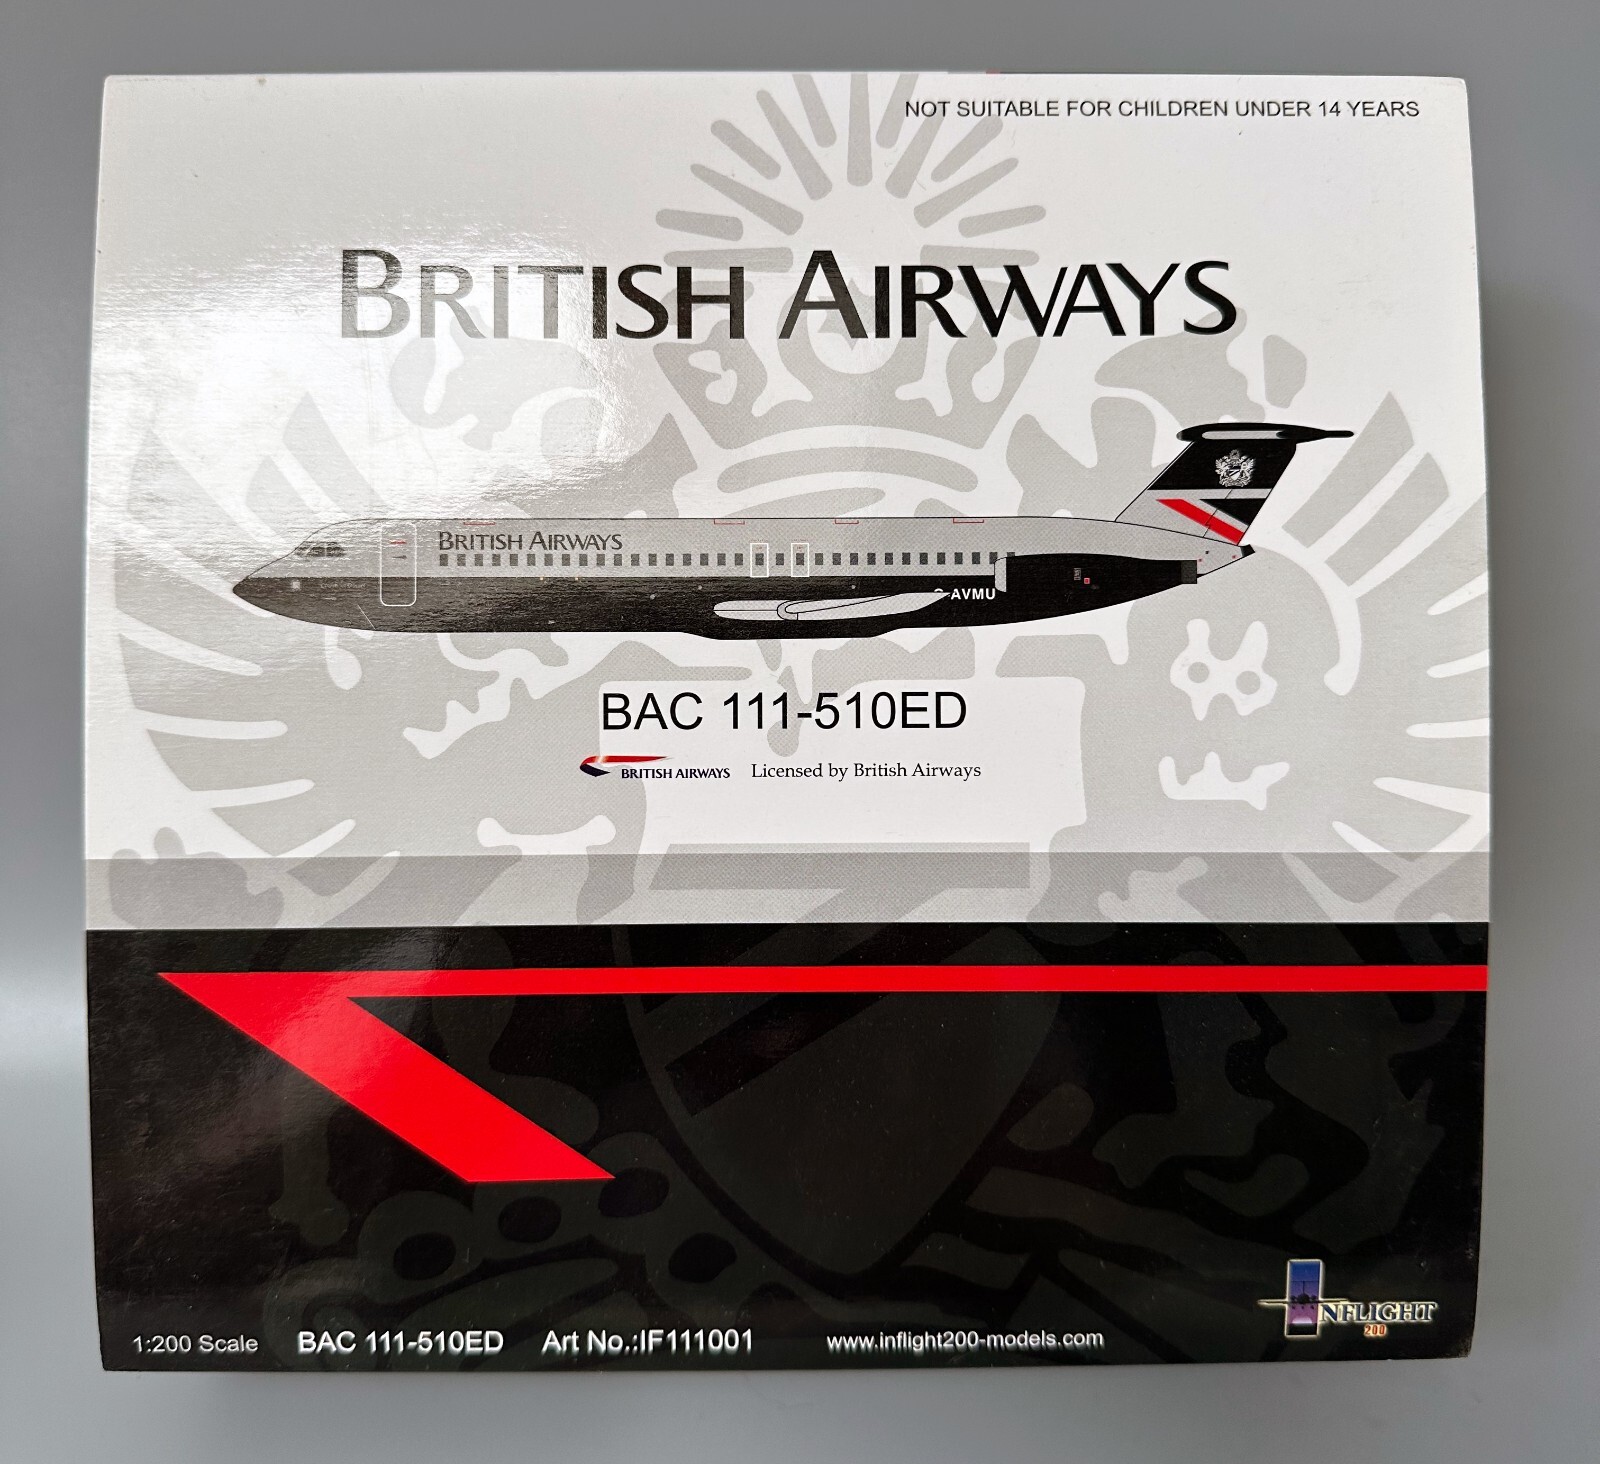 NOT SUITABLE FOR CHILDREN UNDER 14 YEARS
BRITISH AIRWAYS
BRITISH AIRWAYS
G-AVMU
BAC 111-510ED
BRITISH AIRWAYS Licensed by British Airways
1:200 Scale BAC 111-510ED Art No.:IF111001 www.inflight200-models.com
INFLIGHT
200